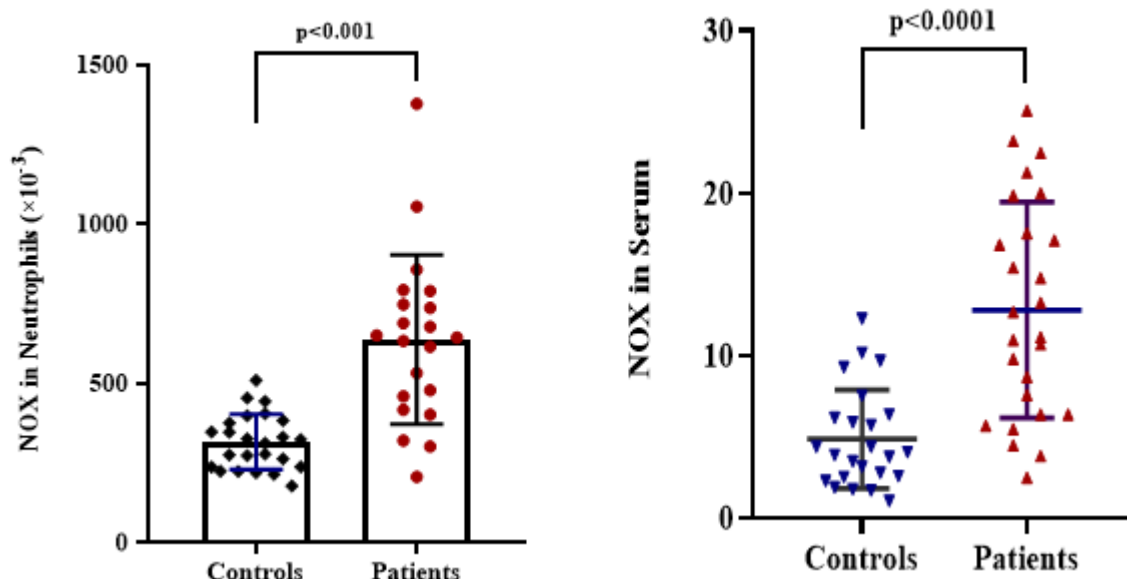 p<0.001
1500
1000
500
0
NOX in Neutrophils (×10⁻³)
Controls
Patients
p<0.0001
30
20
10
0
NOX in Serum
Controls
Patients